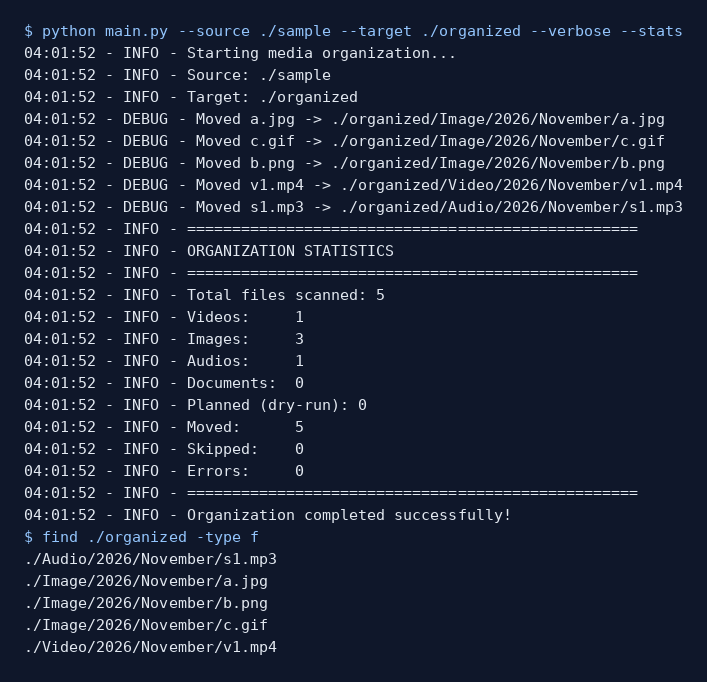 $ python main.py --source ./sample --target ./organized --verbose --stats
04:01:52 - INFO - Starting media organization...
04:01:52 - INFO - Source: ./sample
04:01:52 - INFO - Target: ./organized
04:01:52 - DEBUG - Moved a.jpg -> ./organized/Image/2026/November/a.jpg
04:01:52 - DEBUG - Moved c.gif -> ./organized/Image/2026/November/c.gif
04:01:52 - DEBUG - Moved b.png -> ./organized/Image/2026/November/b.png
04:01:52 - DEBUG - Moved v1.mp4 -> ./organized/Video/2026/November/v1.mp4
04:01:52 - DEBUG - Moved s1.mp3 -> ./organized/Audio/2026/November/s1.mp3
04:01:52 - INFO - ==================================================
04:01:52 - INFO - ORGANIZATION STATISTICS
04:01:52 - INFO - ==================================================
04:01:52 - INFO - Total files scanned: 5
04:01:52 - INFO - Videos:     1
04:01:52 - INFO - Images:     3
04:01:52 - INFO - Audios:     1
04:01:52 - INFO - Documents:  0
04:01:52 - INFO - Planned (dry-run): 0
04:01:52 - INFO - Moved:      5
04:01:52 - INFO - Skipped:    0
04:01:52 - INFO - Errors:     0
04:01:52 - INFO - ==================================================
04:01:52 - INFO - Organization completed successfully!
$ find ./organized -type f
./Audio/2026/November/s1.mp3
./Image/2026/November/a.jpg
./Image/2026/November/b.png
./Image/2026/November/c.gif
./Video/2026/November/v1.mp4